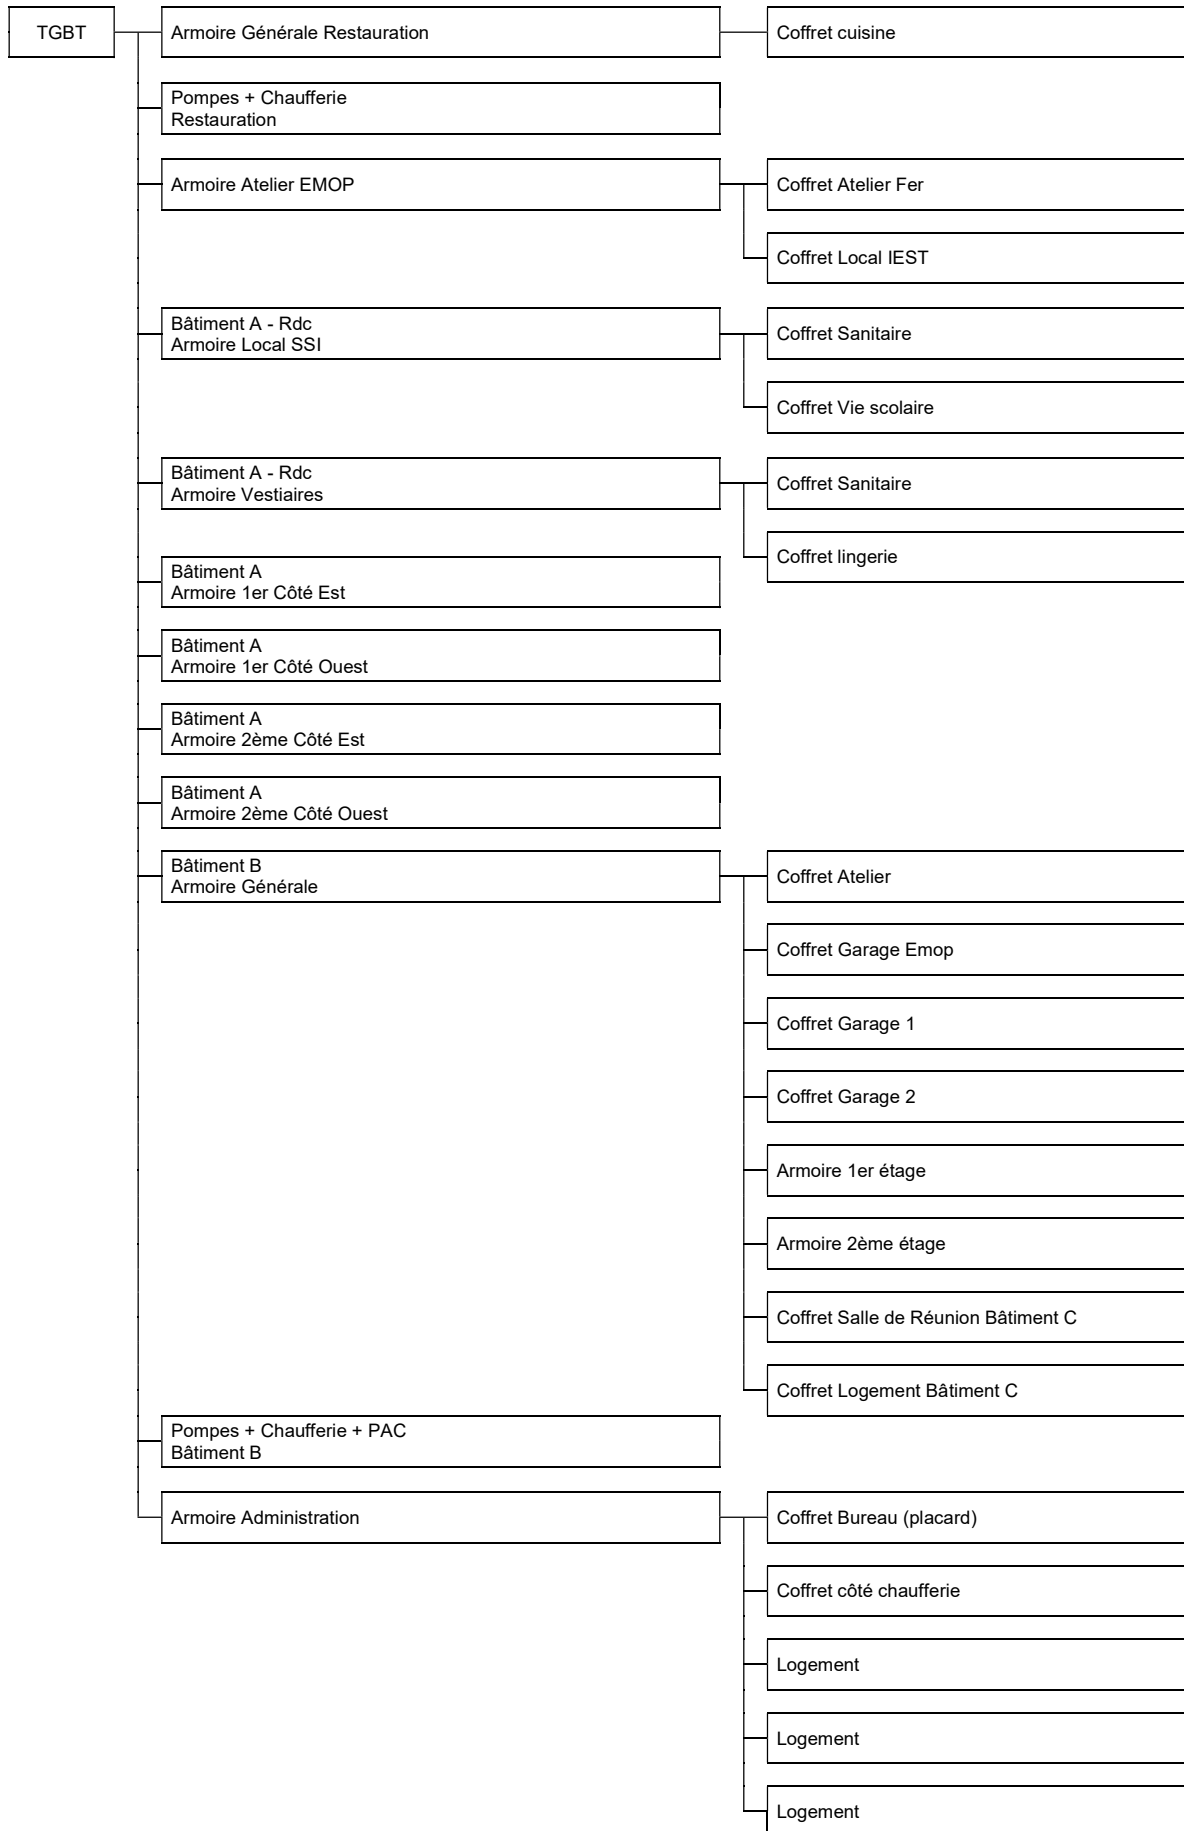 TGBT
Armoire Générale Restauration
Coffret cuisine
Pompes + Chaufferie
Restauration
Armoire Atelier EMOP
Coffret Atelier Fer
Coffret Local IEST
Bâtiment A - Rdc
Armoire Local SSI
Coffret Sanitaire
Coffret Vie scolaire
Bâtiment A - Rdc
Armoire Vestiaires
Coffret Sanitaire
Coffret lingerie
Bâtiment A
Armoire 1er Côté Est
Bâtiment A
Armoire 1er Côté Ouest
Bâtiment A
Armoire 2ème Côté Est
Bâtiment A
Armoire 2ème Côté Ouest
Bâtiment B
Armoire Générale
Coffret Atelier
Coffret Garage Emop
Coffret Garage 1
Coffret Garage 2
Armoire 1er étage
Armoire 2ème étage
Coffret Salle de Réunion Bâtiment C
Coffret Logement Bâtiment C
Pompes + Chaufferie + PAC
Bâtiment B
Armoire Administration
Coffret Bureau (placard)
Coffret côté chaufferie
Logement
Logement
Logement